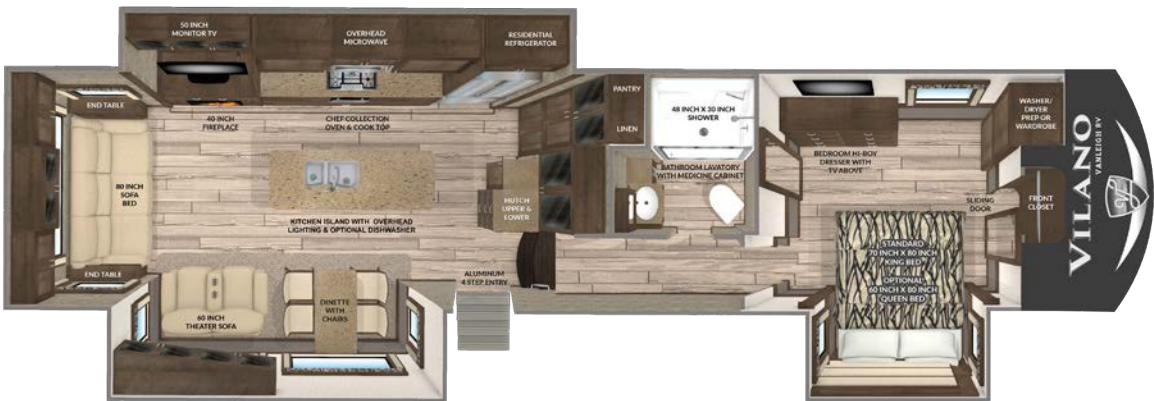 50 INCH
MONITOR TV
OVERHEAD
MICROWAVE
RESIDENTIAL
REFRIGERATOR
END TABLE
40 INCH
FIREPLACE
CHEF COLLECTION
OVEN & COOK TOP
PANTRY
LINEN
48 INCH X 30 INCH
SHOWER
WASHER/
DRYER
PREP OR
WARDROBE
BEDROOM HI-BOY
DRESSER WITH
TV ABOVE
BATHROOM LAVATORY
WITH MEDICINE CABINET
80 INCH
SOFA
BED
HUTCH
UPPER &
LOWER
SLIDING
DOOR
FRONT
CLOSET
VILANO
VANLEIGH RV
KITCHEN ISLAND WITH OVERHEAD
LIGHTING & OPTIONAL DISHWASHER
STANDARD
70 INCH X 80 INCH
KING BED
OPTIONAL
60 INCH X 80 INCH
QUEEN BED
END TABLE
ALUMINUM
4 STEP ENTRY
60 INCH
THEATER SOFA
DINETTE
WITH
CHAIRS